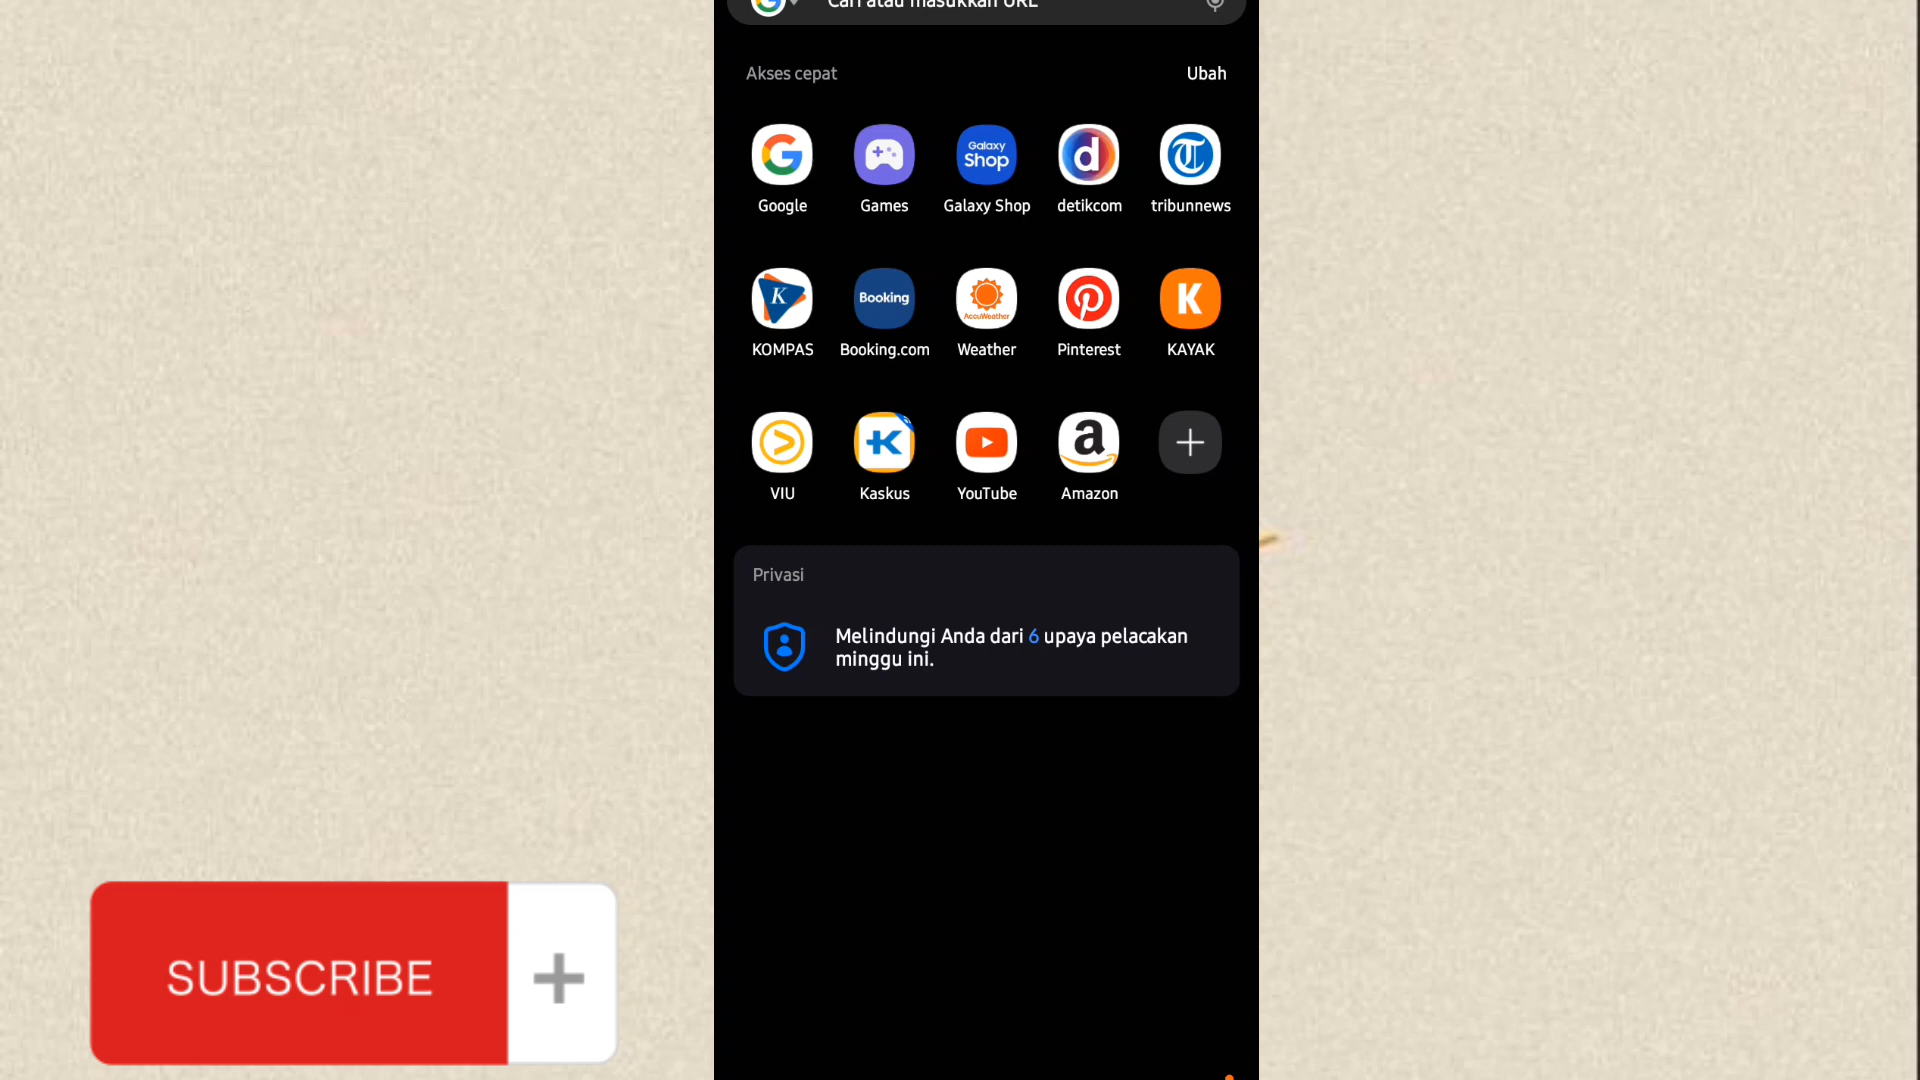 Cari atau masukkan URL
Akses cepat
Ubah
Galaxy
Shop
Google
Games
Galaxy Shop
detikcom
tribunnews
K
Booking
AccuWeather
K
KOMPAS
Booking.com
Weather
Pinterest
KAYAK
VIU
Kaskus
YouTube
Amazon
Privasi
Melindungi Anda dari 6 upaya pelacakan
minggu ini.
SUBSCRIBE